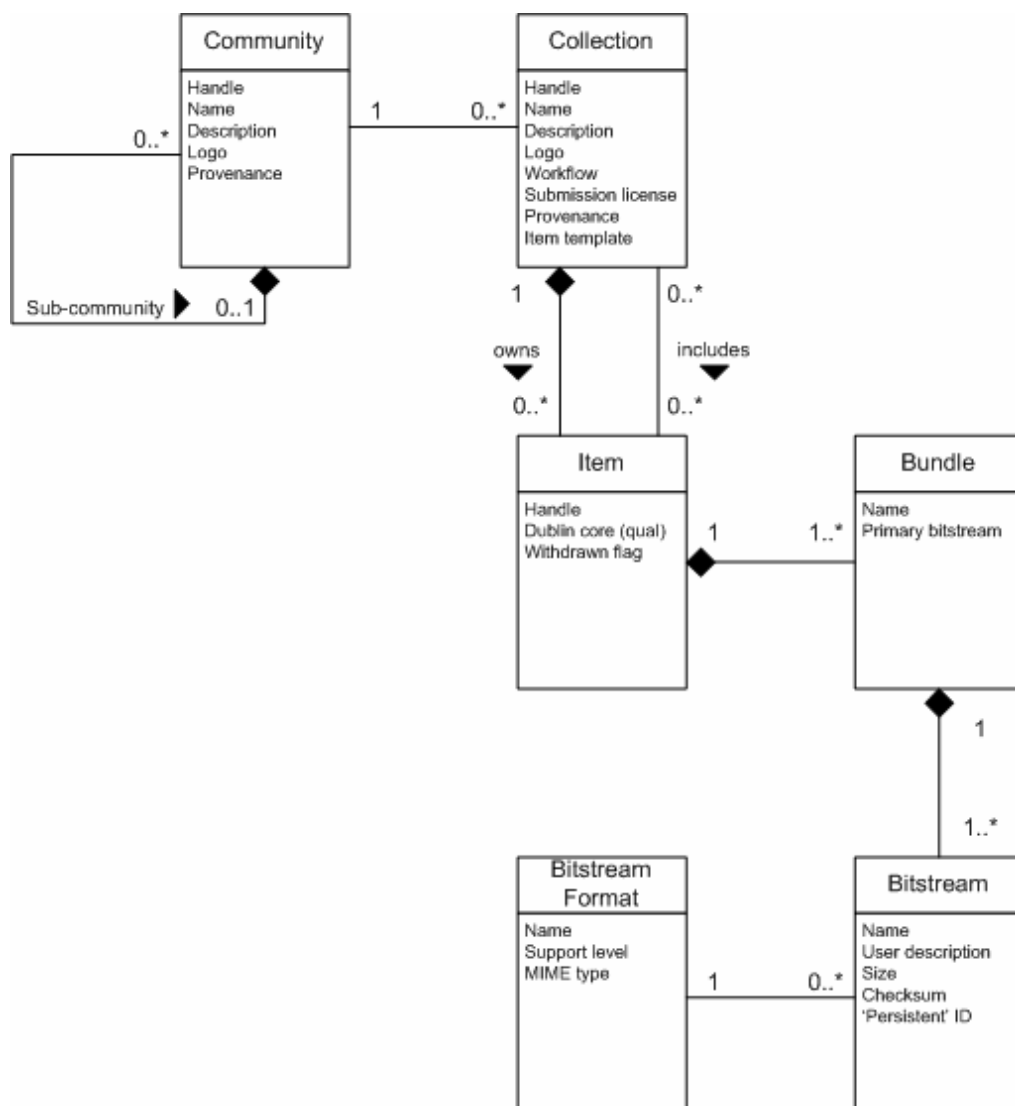 Community
Handle
Name
Description
Logo
Provenance
Collection
Handle
Name
Description
Logo
Workflow
Submission license
Provenance
Item template
1
0..*
0..*
Sub-community
0..1
1
0..*
owns
includes
0..*
0..*
Item
Handle
Dublin core (qual)
Withdrawn flag
Bundle
Name
Primary bitstream
1
1..*
1
1..*
Bitstream
Format
Name
Support level
MIME type
Bitstream
Name
User description
Size
Checksum
‘Persistent’ ID
1
0..*